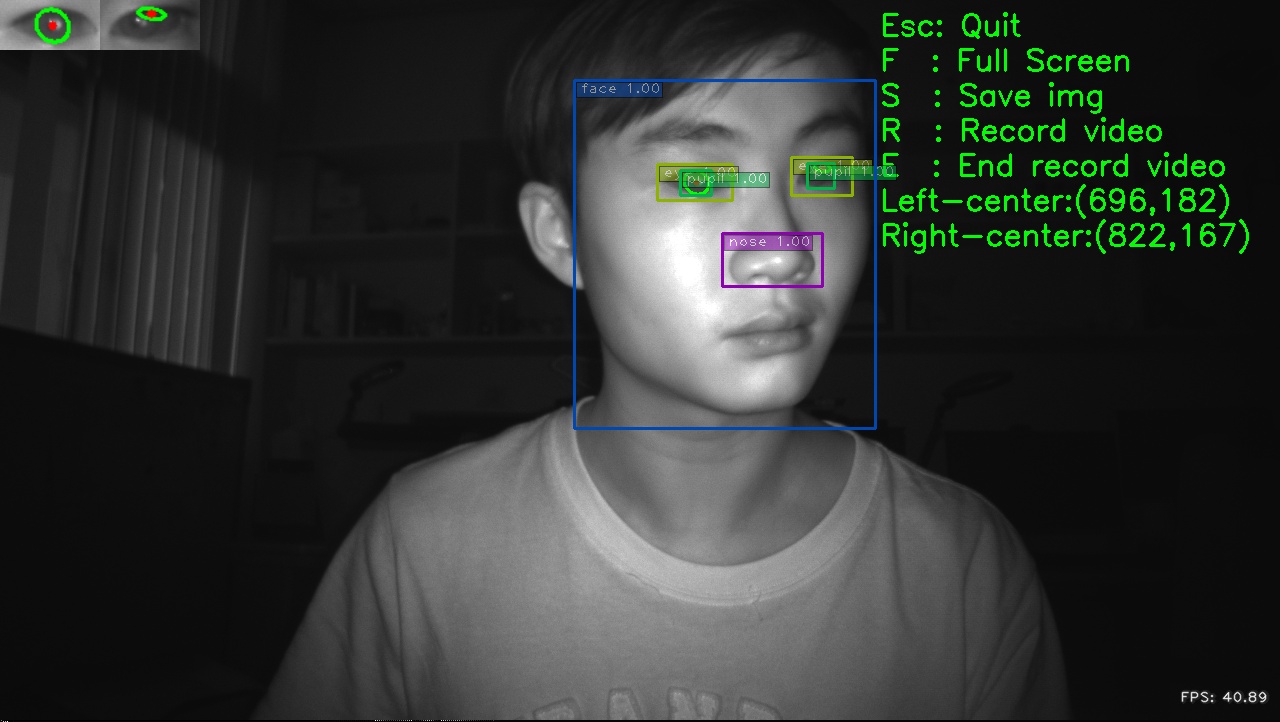 Esc: Quit
F : Full Screen
S : Save img
R : Record video
E : End record video
Left-center:(696,182)
Right-center:(822,167)
face 1.00
pupil 1.00
pupil 1.00
nose 1.00
FPS: 40.89